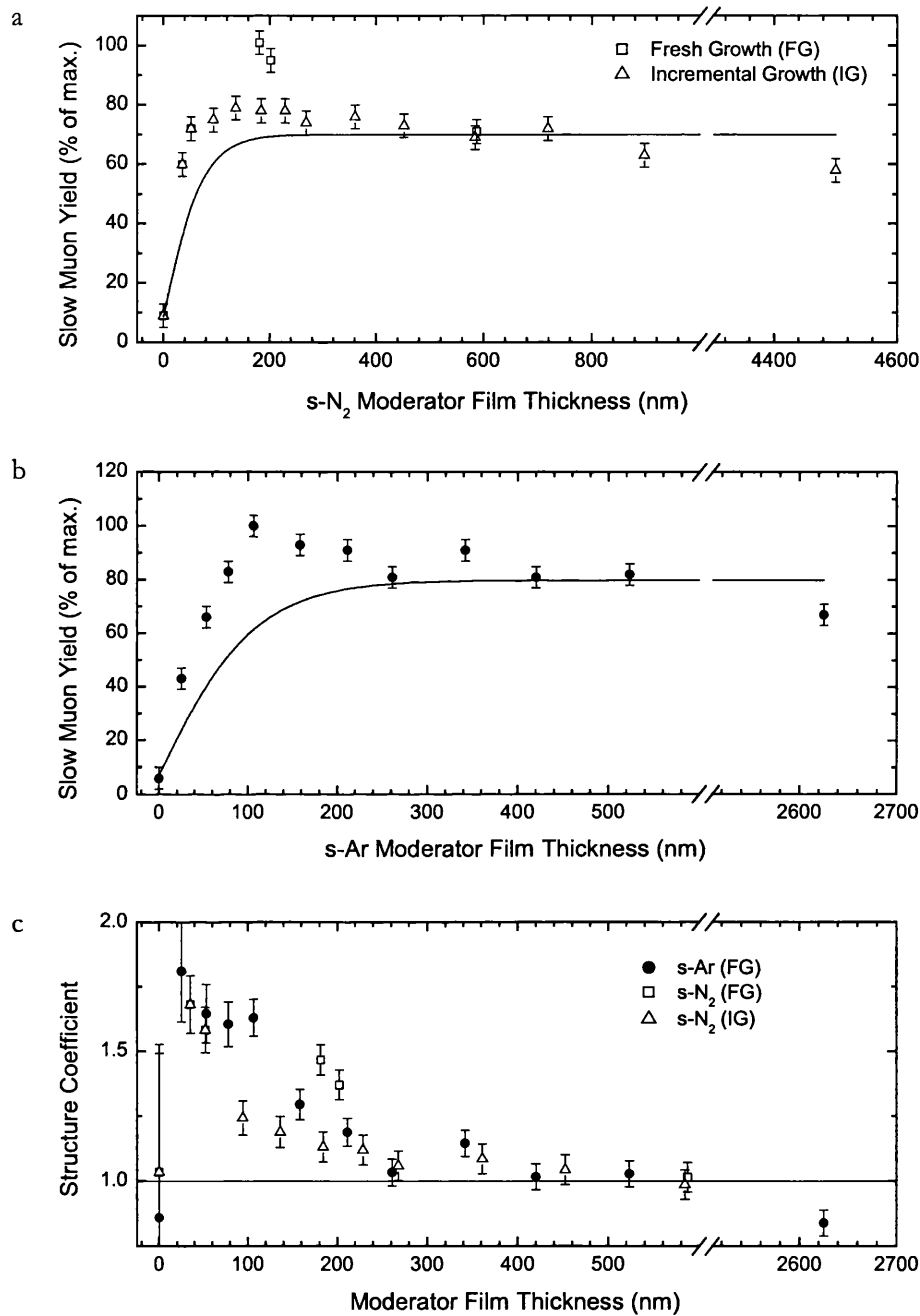 a
100
80
60
40
20
0
Slow Muon Yield (% of max.)
Fresh Growth (FG)
Incremental Growth (IG)
0 200 400 600 800 4400 4600
s-N₂ Moderator Film Thickness (nm)
b
120
100
80
60
40
20
0
Slow Muon Yield (% of max.)
0 100 200 300 400 500 2600 2700
s-Ar Moderator Film Thickness (nm)
c
2.0
1.5
1.0
Structure Coefficient
s-Ar (FG)
s-N₂ (FG)
s-N₂ (IG)
0 100 200 300 400 500 2600 2700
Moderator Film Thickness (nm)